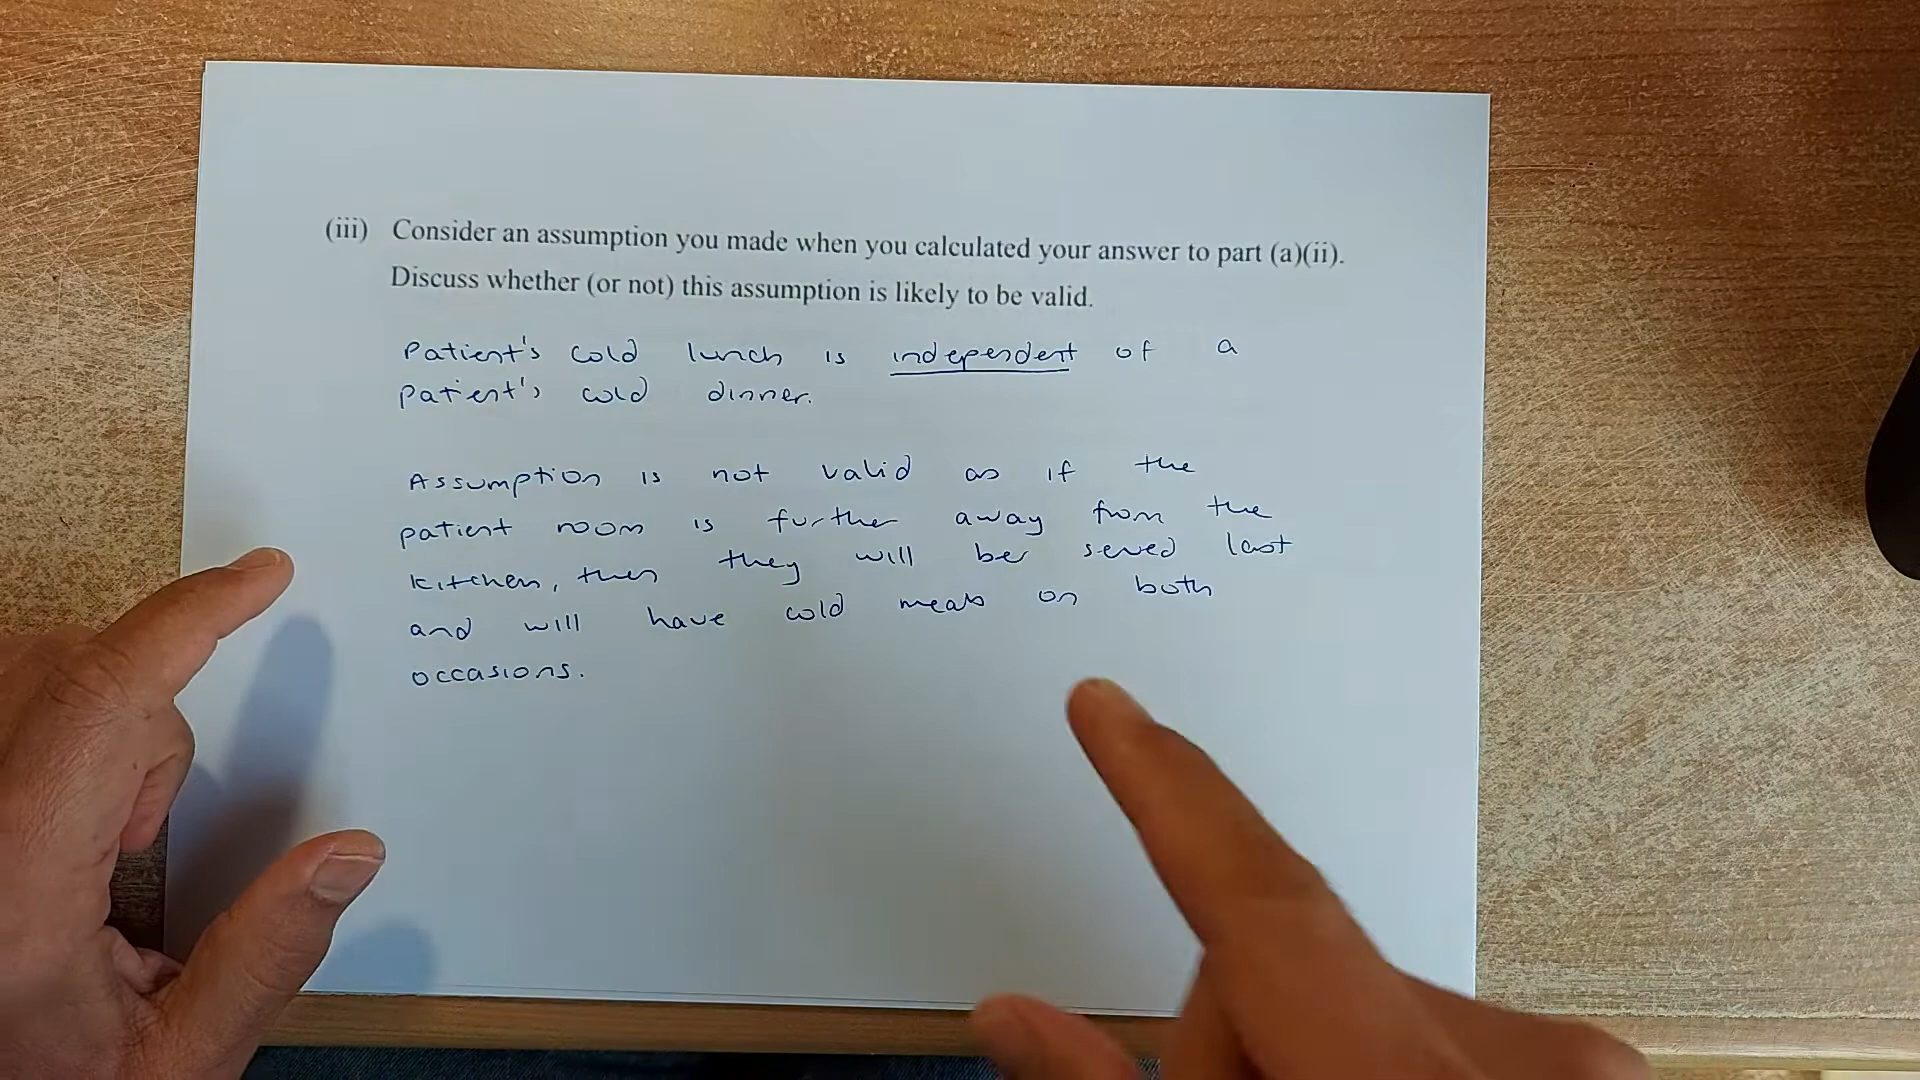 (iii) Consider an assumption you made when you calculated your answer to part (a)(ii).
Discuss whether (or not) this assumption is likely to be valid.
Patient's cold lunch is independent of a
patient's cold dinner.
Assumption is not valid as if the
patient room is further away from the
kitchen, then they will be served last
and will have cold meals on both
occasions.